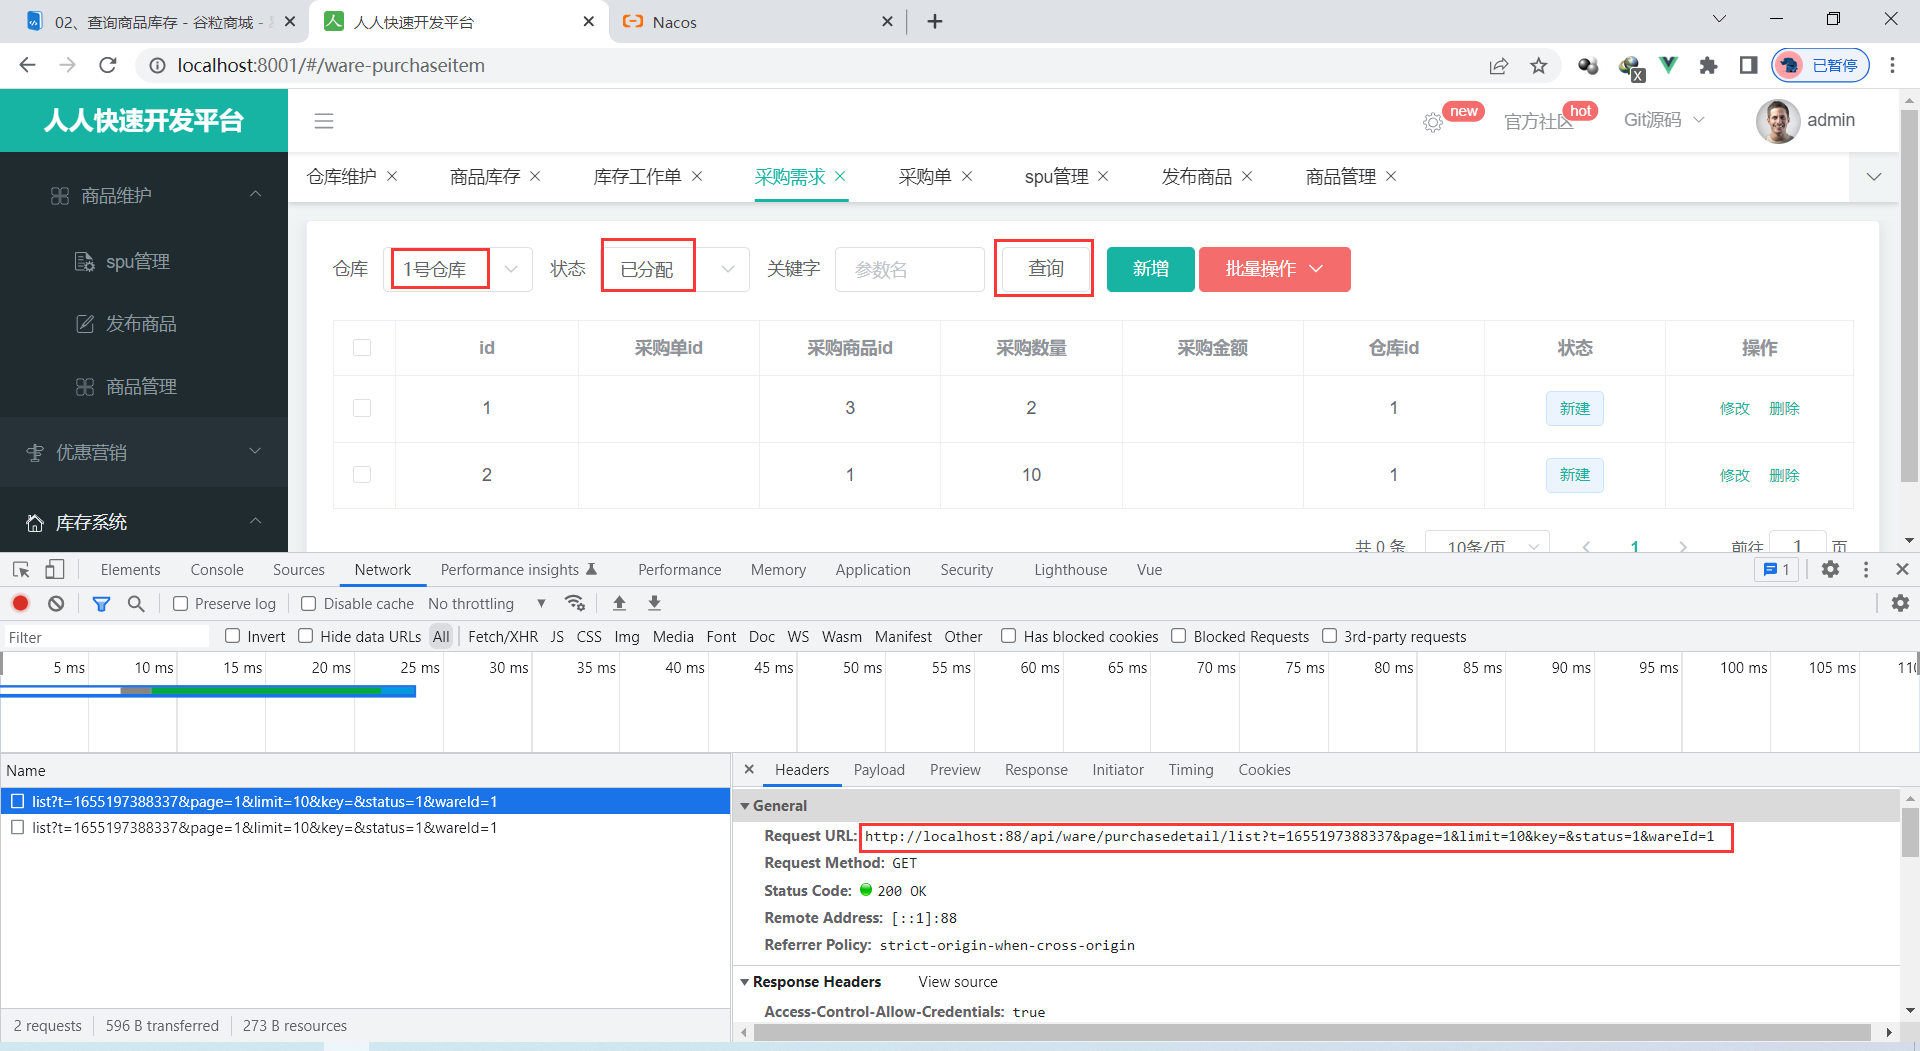 02、查询商品库存 - 谷粒商城 -
人人快速开发平台
Nacos
localhost:8001/#/ware-purchaseitem
已暂停
人人快速开发平台
new
官方社区
hot
Git源码
admin
商品维护
spu管理
发布商品
商品管理
优惠营销
库存系统
仓库维护
商品库存
库存工作单
采购需求
采购单
spu管理
发布商品
商品管理
仓库
1号仓库
状态
已分配
关键字
参数名
查询
新增
批量操作
id 采购单id 采购商品id 采购数量 采购金额 仓库id 状态 操作
1 3 2 1 新建 修改 删除
2 1 10 1 新建 修改 删除
共 0 条 10条/页 1 前往 1 页
Elements Console Sources Network Performance insights Performance Memory Application Security Lighthouse Vue 1
Preserve log Disable cache No throttling
Filter Invert Hide data URLs All Fetch/XHR JS CSS Img Media Font Doc WS Wasm Manifest Other Has blocked cookies Blocked Requests 3rd-party requests
5 ms 10 ms 15 ms 20 ms 25 ms 30 ms 35 ms 40 ms 45 ms 50 ms 55 ms 60 ms 65 ms 70 ms 75 ms 80 ms 85 ms 90 ms 95 ms 100 ms 105 ms
Name
list?t=1655197388337&page=1&limit=10&key=&status=1&wareId=1
list?t=1655197388337&page=1&limit=10&key=&status=1&wareId=1
2 requests 596 B transferred 273 B resources
Headers Payload Preview Response Initiator Timing Cookies
General
Request URL: http://localhost:88/api/ware/purchasedetail/list?t=1655197388337&page=1&limit=10&key=&status=1&wareId=1
Request Method: GET
Status Code: 200 OK
Remote Address: [::1]:88
Referrer Policy: strict-origin-when-cross-origin
Response Headers View source
Access-Control-Allow-Credentials: true